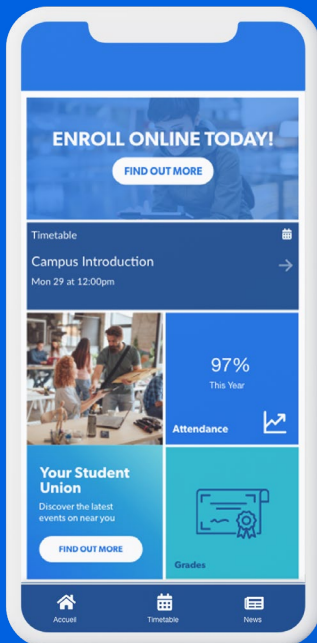 ENROLL ONLINE TODAY!
FIND OUT MORE
Timetable
Campus Introduction
Mon 29 at 12:00pm
97%
This Year
Attendance
Your Student
Union
Discover the latest
events on near you
FIND OUT MORE
Grades
Accueil
Timetable
News